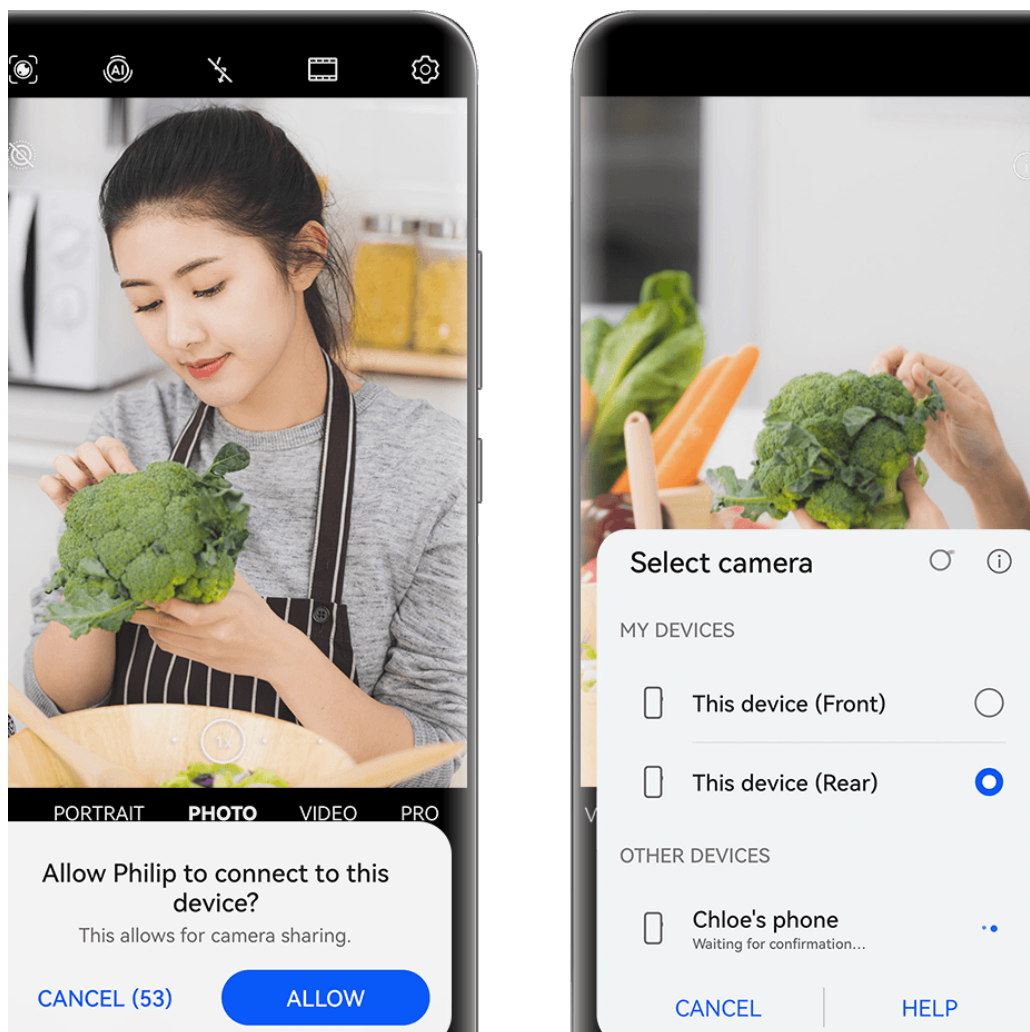 AI
1x
PORTRAIT PHOTO VIDEO PRO
Allow Philip to connect to this
device?
This allows for camera sharing.
CANCEL (53) ALLOW
Select camera
MY DEVICES
This device (Front)
This device (Rear)
OTHER DEVICES
Chloe's phone
Waiting for confirmation...
CANCEL HELP